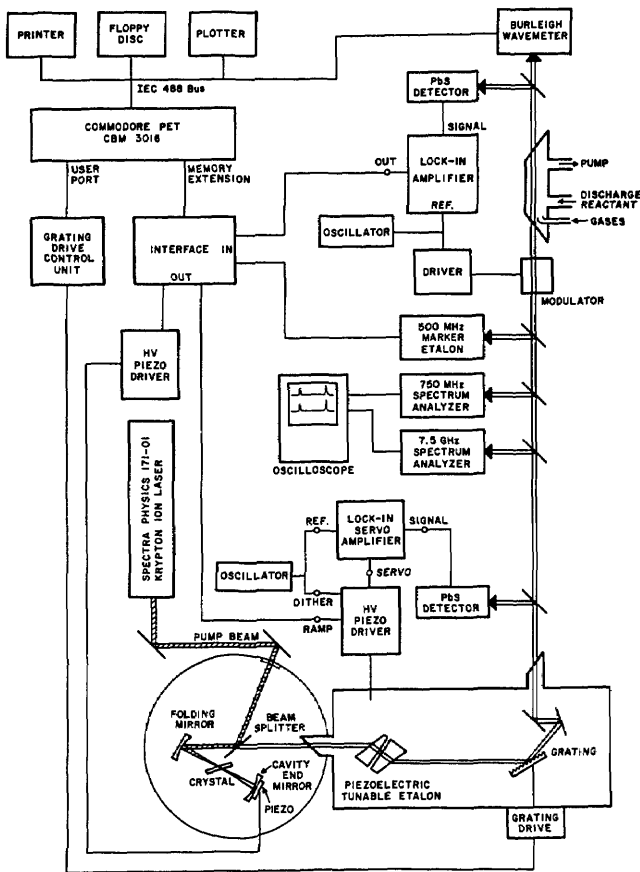 PRINTER
FLOPPY
DISC
PLOTTER
BURLEIGH
WAVEMETER
IEC 488 Bus
PbS
DETECTOR
COMMODORE PET
CBM 3016
SIGNAL
USER
PORT
MEMORY
EXTENSION
OUT
LOCK-IN
AMPLIFIER
REF.
PUMP
DISCHARGE
REACTANT
GASES
GRATING
DRIVE
CONTROL
UNIT
INTERFACE IN
OUT
OSCILLATOR
DRIVER
MODULATOR
HV
PIEZO
DRIVER
500 MHz
MARKER
ETALON
750 MHz
SPECTRUM
ANALYZER
7.5 GHz
SPECTRUM
ANALYZER
OSCILLOSCOPE
SPECTRA PHYSICS 171-01
KRYPTON ION LASER
REF.
LOCK-IN
SERVO
AMPLIFIER
SIGNAL
OSCILLATOR
SERVO
DITHER
RAMP
HV
PIEZO
DRIVER
PbS
DETECTOR
PUMP BEAM
FOLDING
MIRROR
BEAM
SPLITTER
CRYSTAL
CAVITY
END
MIRROR
PIEZO
PIEZOELECTRIC
TUNABLE ETALON
GRATING
GRATING
DRIVE